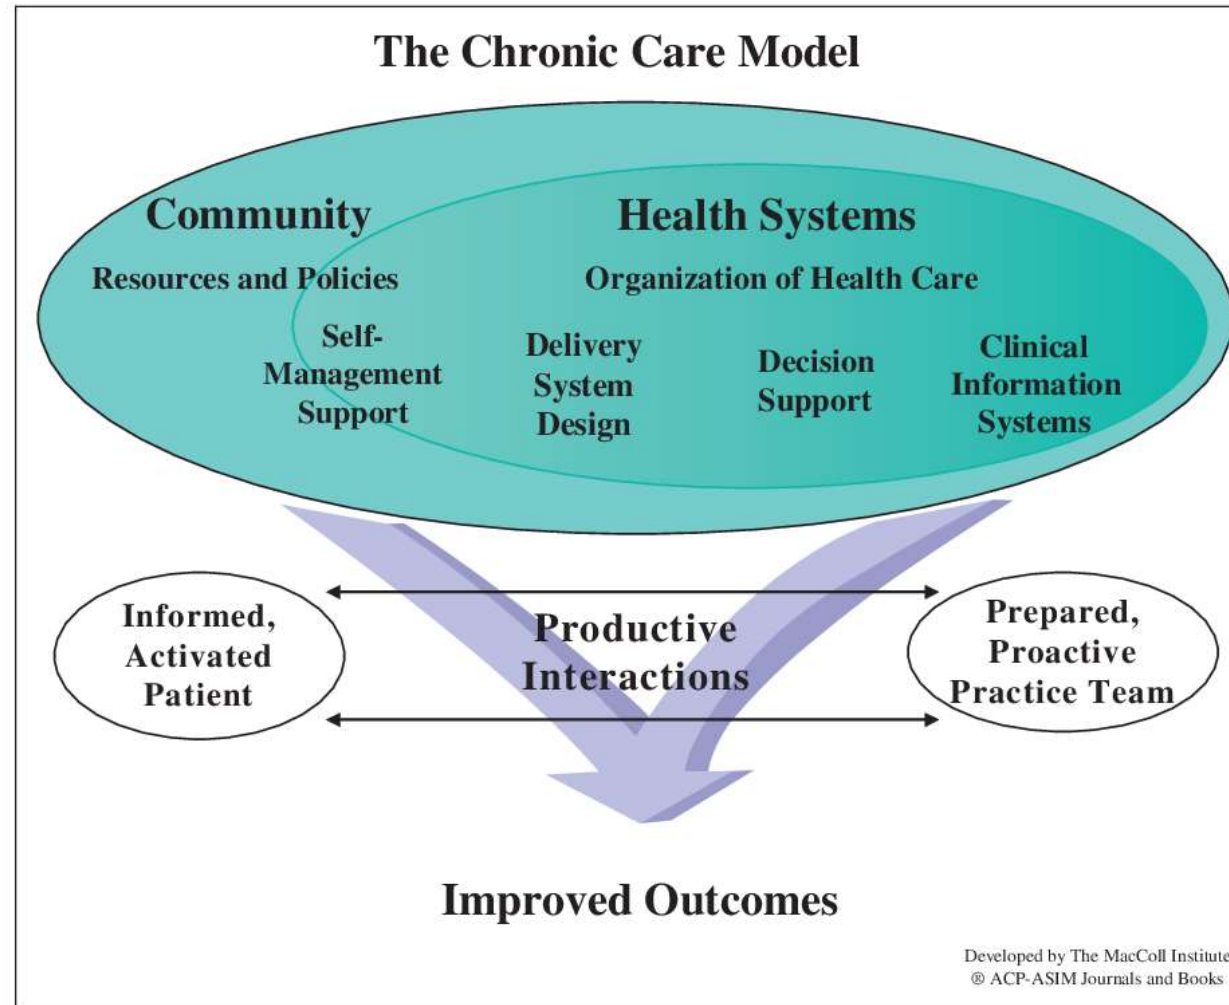 The Chronic Care Model
Community
Health Systems
Resources and Policies
Organization of Health Care
Self-
Management
Support
Delivery
System
Design
Decision
Support
Clinical
Information
Systems
Informed,
Activated
Patient
Productive
Interactions
Prepared,
Proactive
Practice Team
Improved Outcomes
Developed by The MacColl Institute
® ACP-ASIM Journals and Books